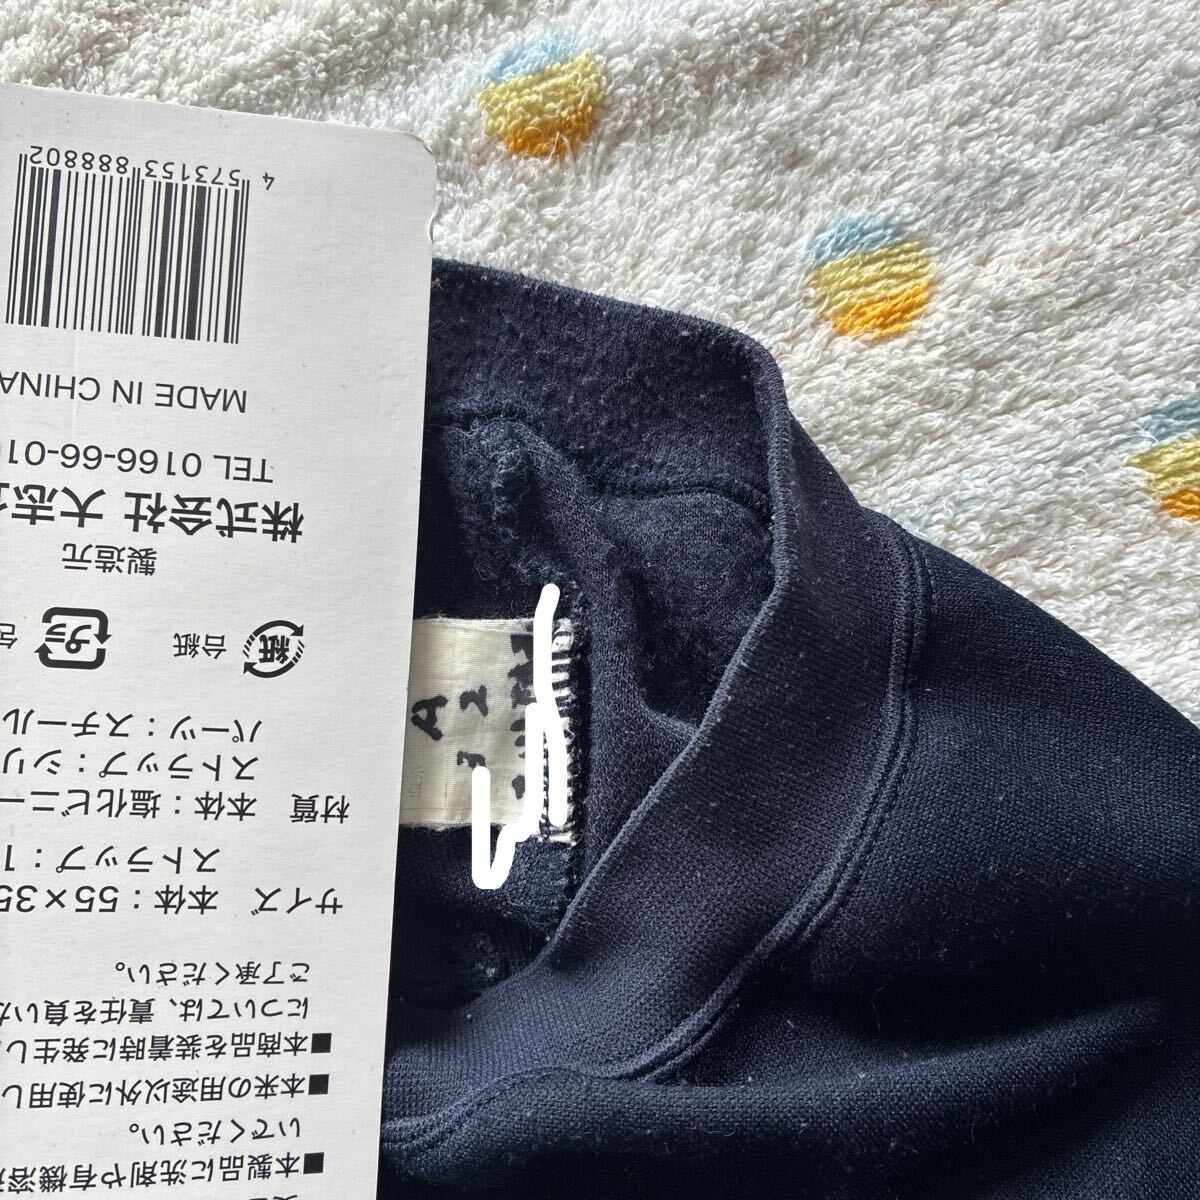 ■本製品に洗剤や有機溶
いでください。
■本来の用途以外に使用し
■本商品を装着時に発生し
については、責任を負いか
ご了承ください。
サイズ 本体：55×35
ストラップ：1
材質 本体：塩化ビニー
ストラップ：シリ
パーツ：スチール
紙 台紙 プラ
製造元
株式会社 大志
TEL 0166-66-01
MADE IN CHINA
4 573153 888802
A
3 2